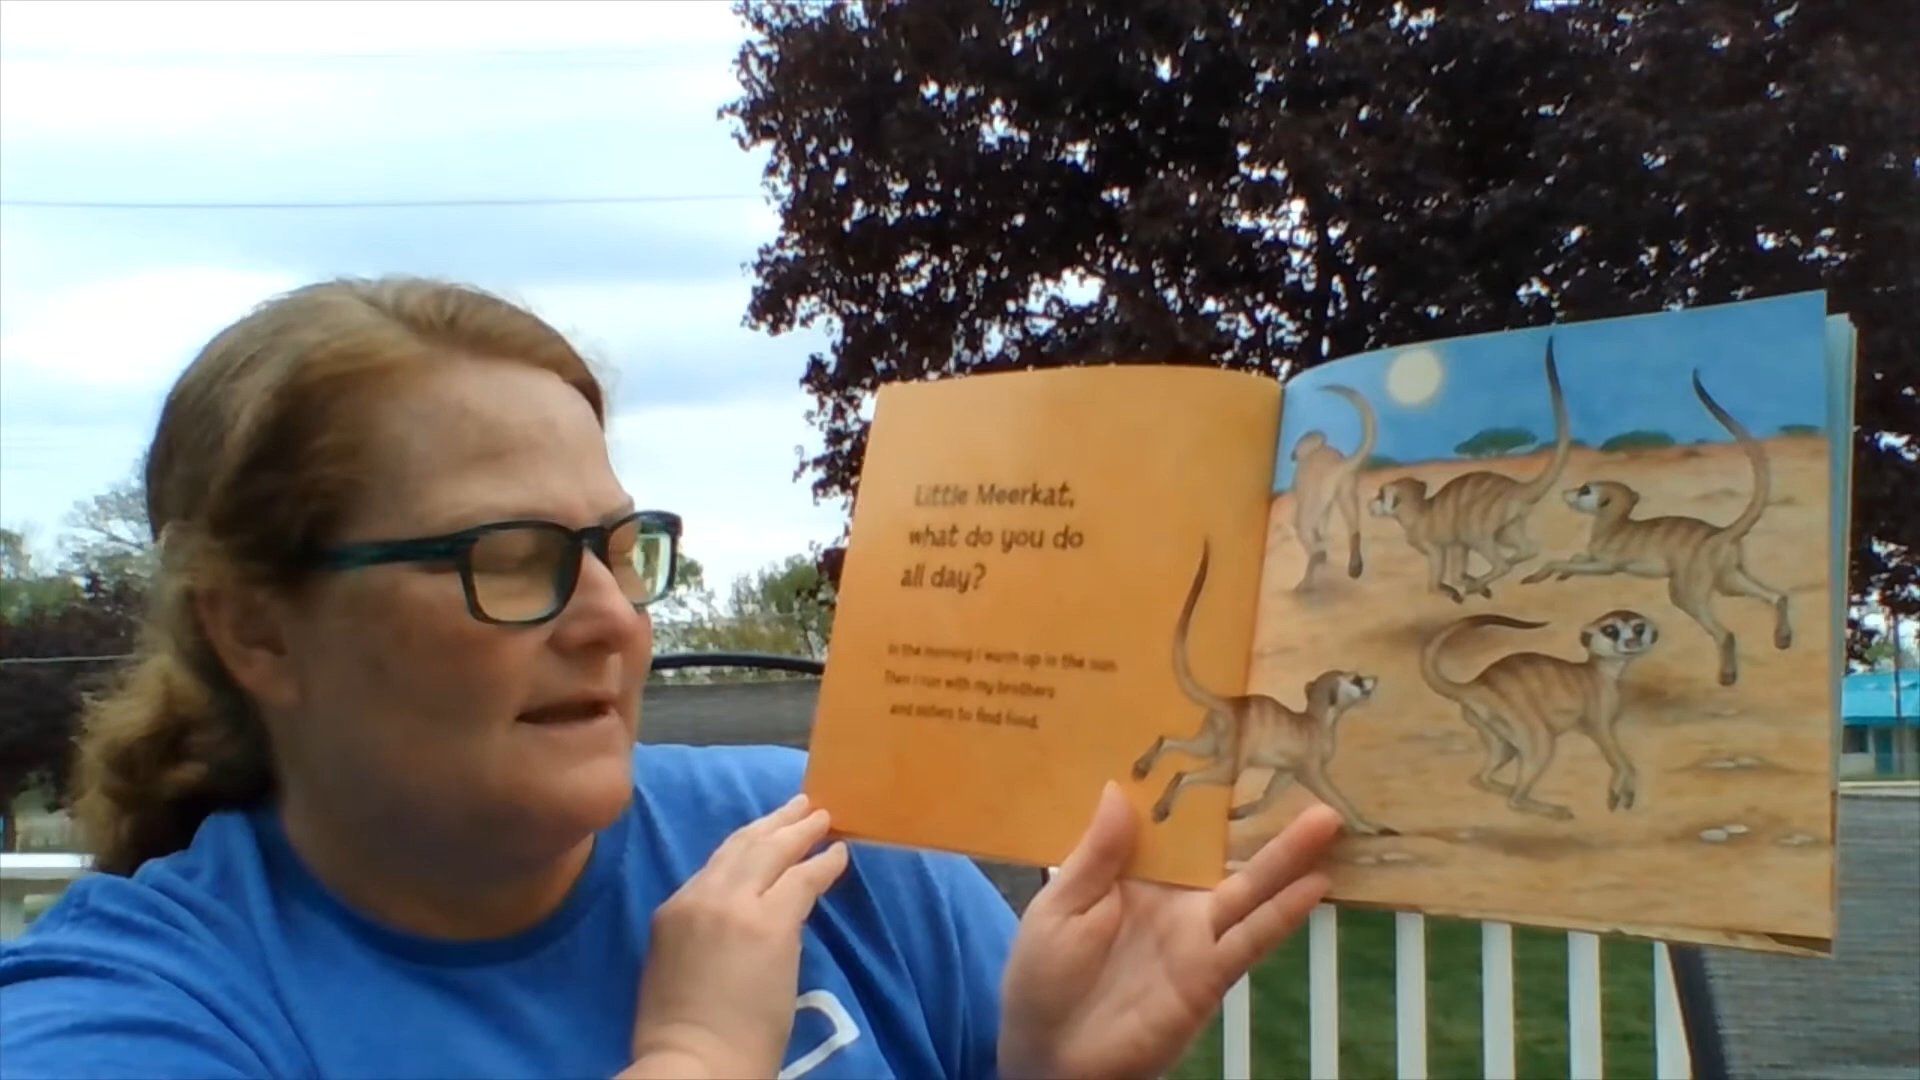 Little Meerkat,
what do you do
all day?
In the morning I warm up in the sun.
Then I run with my brothers
and sisters to find food.